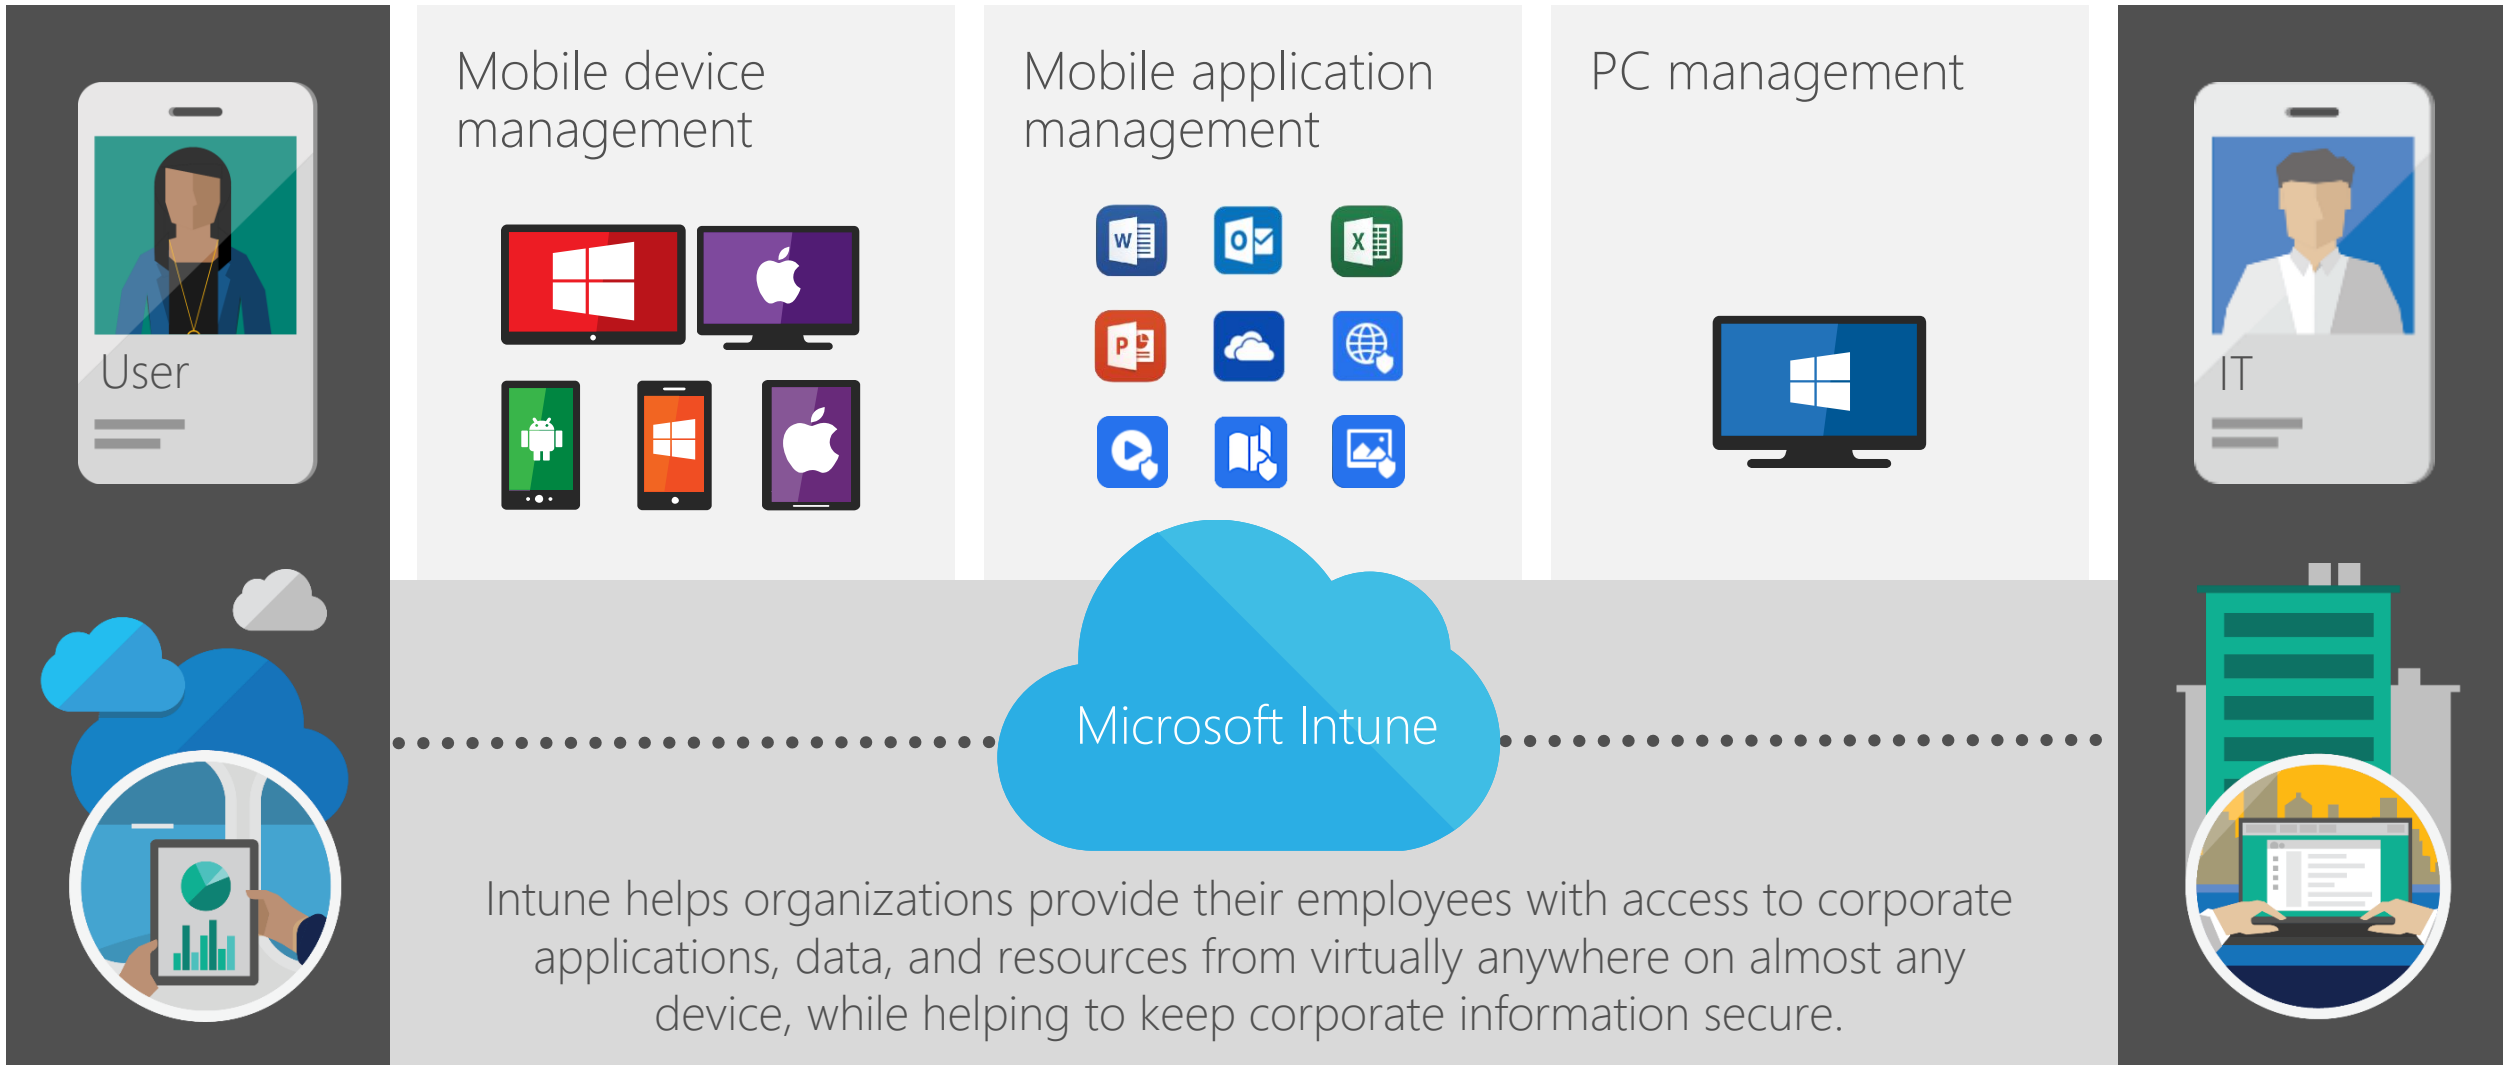 Mobile device
management
Mobile application
management
PC management
W
O
X
P
User
IT
Microsoft Intune
Intune helps organizations provide their employees with access to corporate
applications, data, and resources from virtually anywhere on almost any
device, while helping to keep corporate information secure.